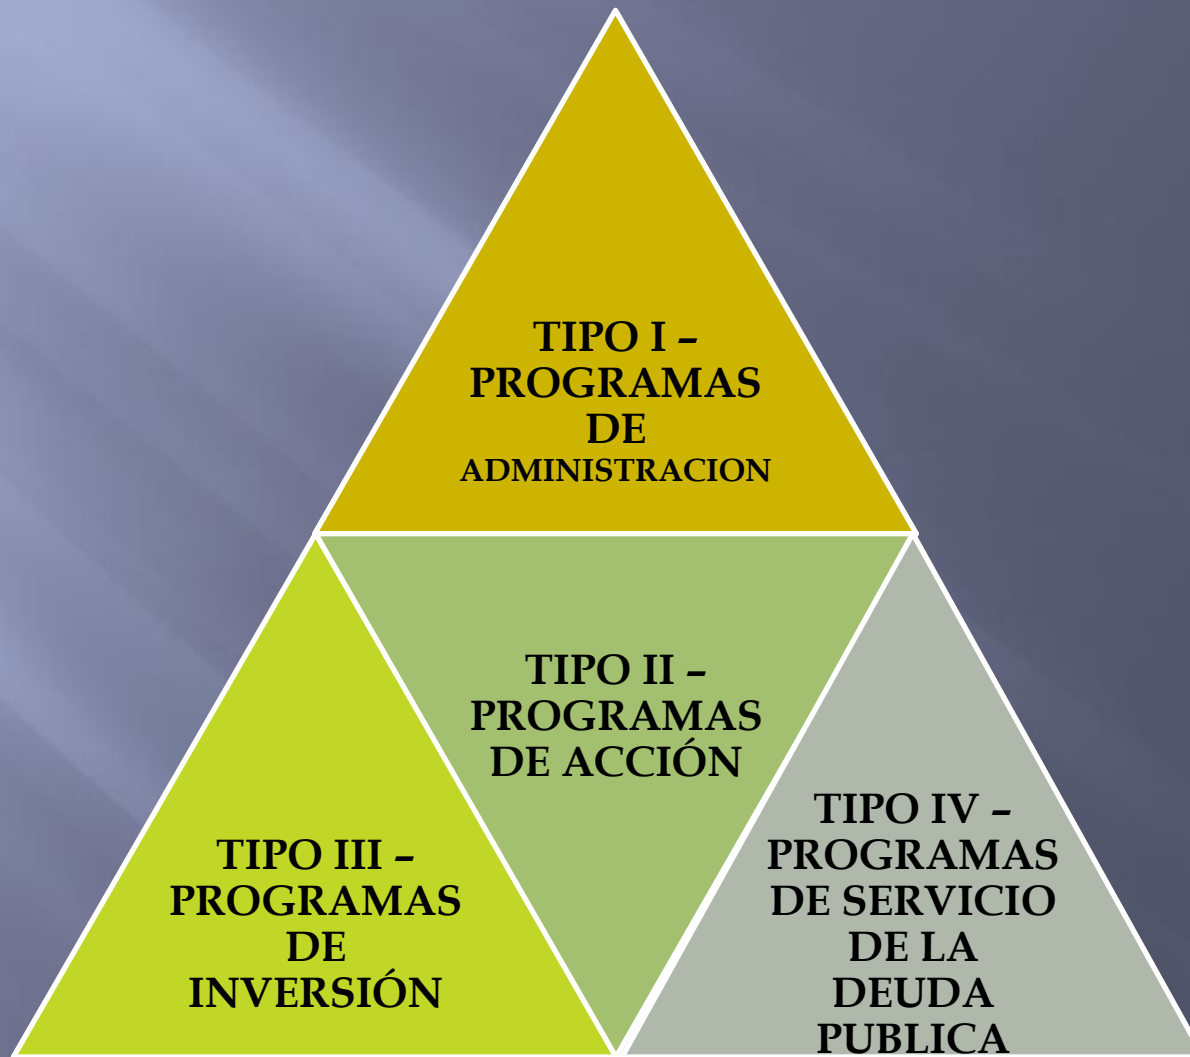 TIPO I –
PROGRAMAS
DE
ADMINISTRACION
TIPO II –
PROGRAMAS
DE ACCIÓN
TIPO III –
PROGRAMAS
DE
INVERSIÓN
TIPO IV –
PROGRAMAS
DE SERVICIO
DE LA
DEUDA
PUBLICA